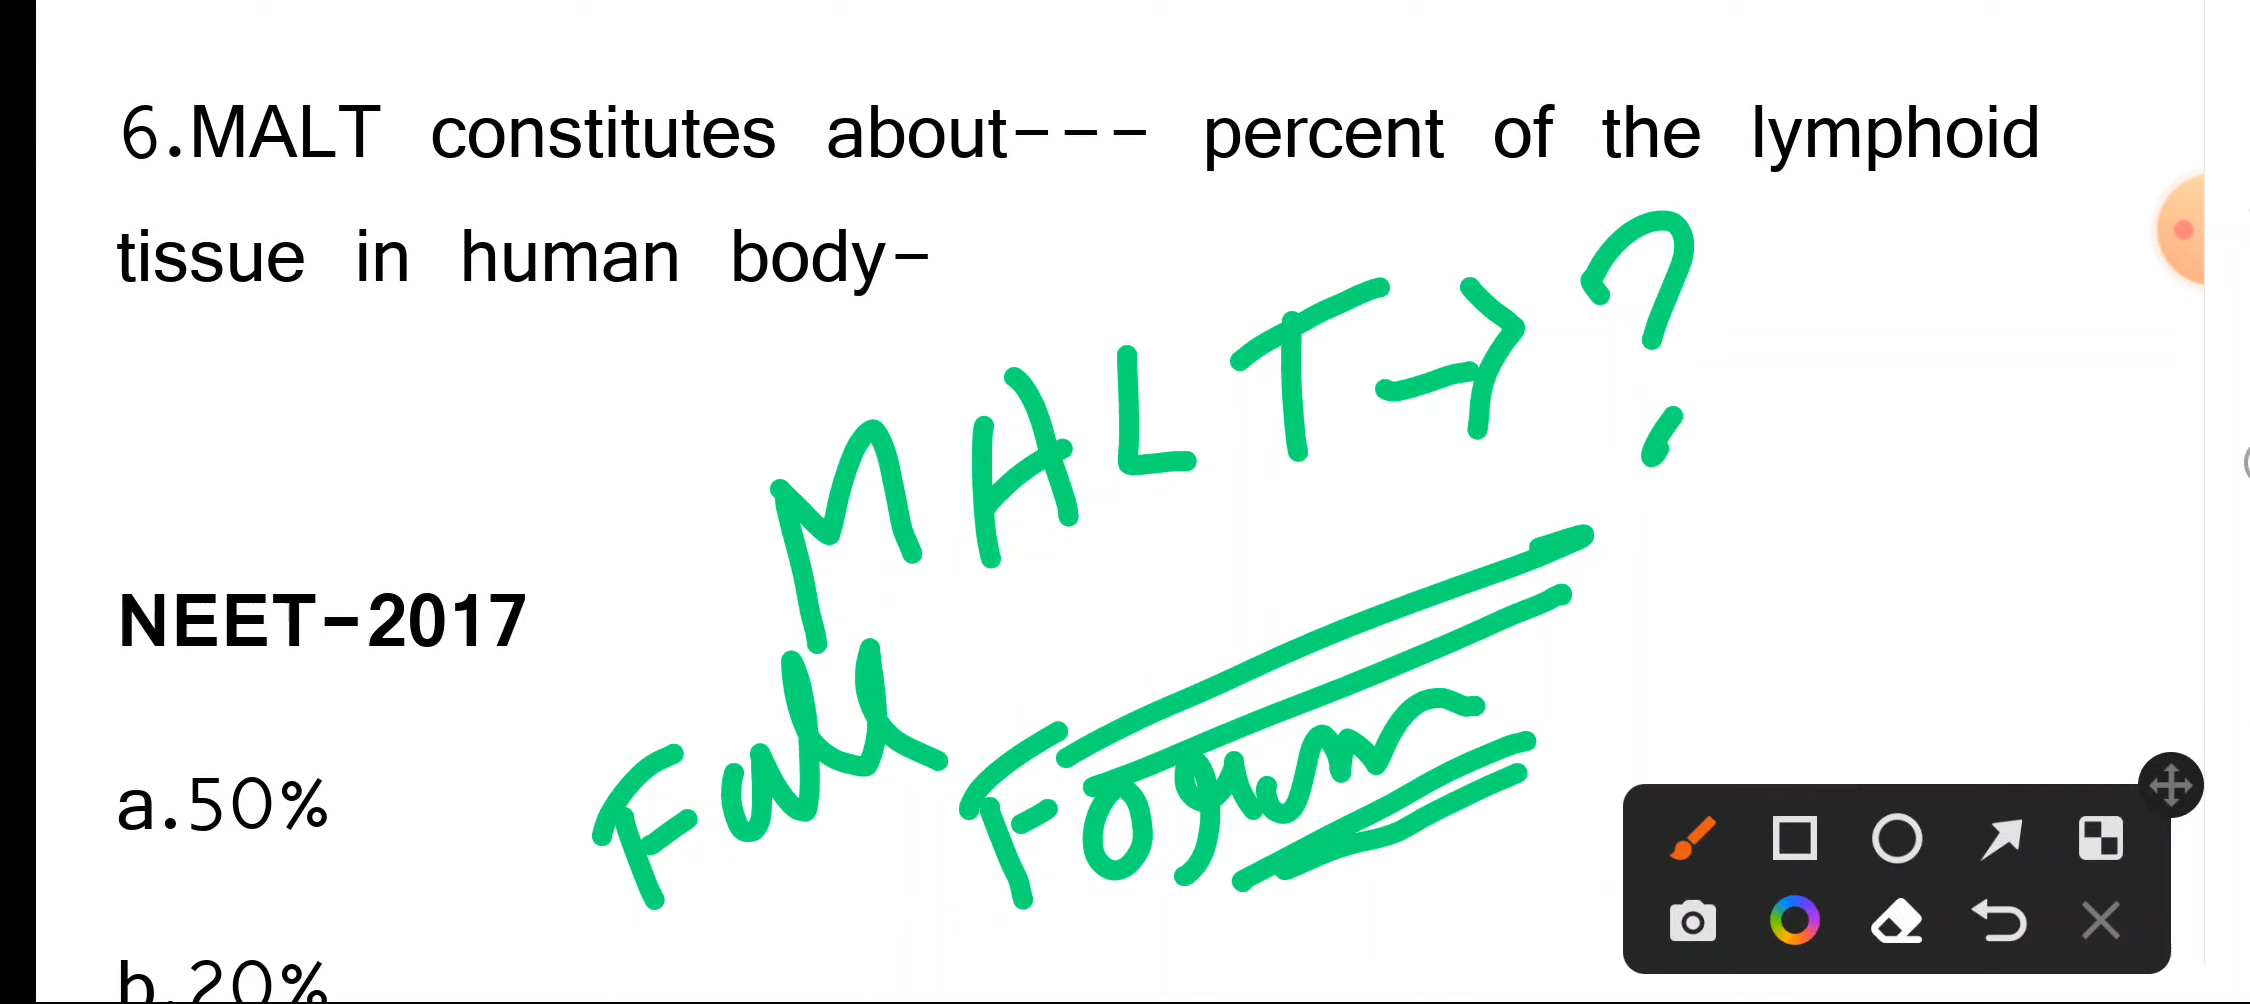 6.MALT constitutes about--- percent of the lymphoid
tissue in human body-
MALT→?
NEET-2017
Full Form
a.50%
b.20%